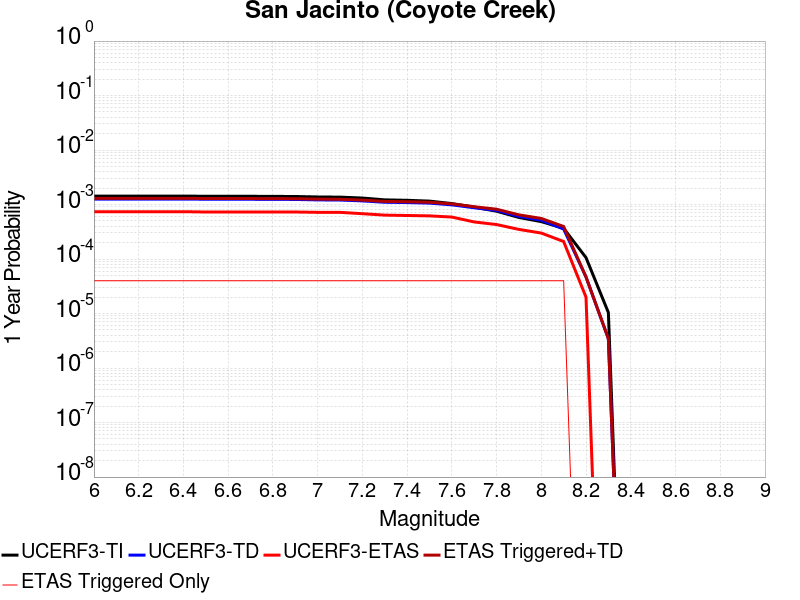 San Jacinto (Coyote Creek)
1 Year Probability
10 0
10 -1
10 -2
10 -3
10 -4
10 -5
10 -6
10 -7
10 -8
6 6.2 6.4 6.6 6.8 7 7.2 7.4 7.6 7.8 8 8.2 8.4 8.6 8.8 9
Magnitude
UCERF3-TI UCERF3-TD UCERF3-ETAS ETAS Triggered+TD
ETAS Triggered Only